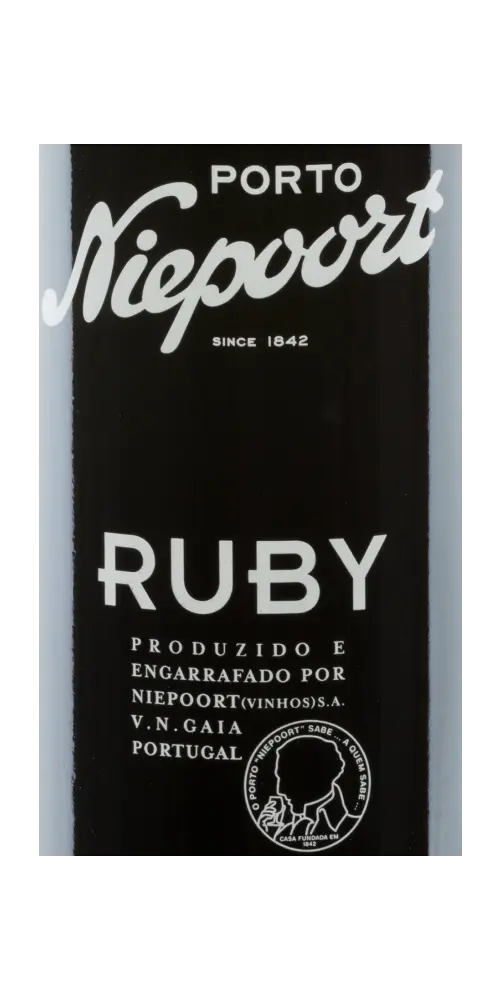 PORTO
Niepoort
SINCE 1842
RUBY
PRODUZIDO E
ENGARRAFADO POR
NIEPOORT(VINHOS)S.A.
V.N.GAIA
PORTUGAL
O PORTO "NIEPOORT" SABE... A QUEM SABE...
CASA FUNDADA EM
1842